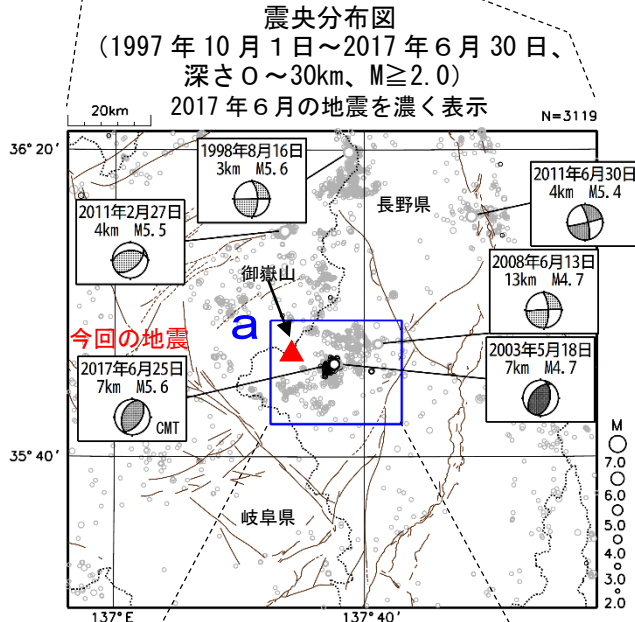 震央分布図
(1997年10月1日~2017年6月30日、
深さ0~30km、M≧2.0)
2017年6月の地震を濃く表示
20km
N=3119
36°20′
1998年8月16日
3km M5.6
長野県
2011年6月30日
4km M5.4
2011年2月27日
4km M5.5
2008年6月13日
13km M4.7
御嶽山
a
今回の地震
2017年6月25日
7km M5.6
CMT
2003年5月18日
7km M4.7
35°40′
岐阜県
M
7.0
6.0
5.0
4.0
3.0
2.0
137°E
137°40′